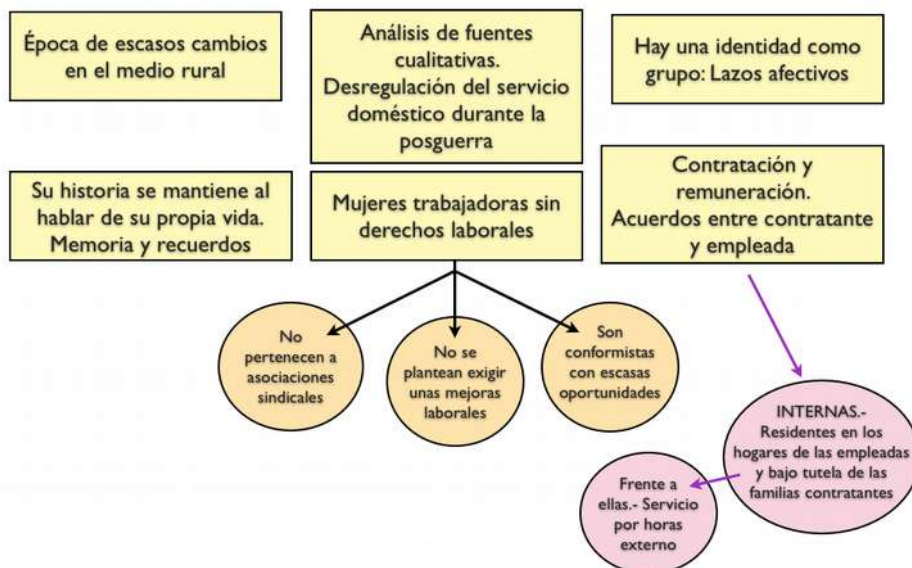 Época de escasos cambios
en el medio rural
Análisis de fuentes
cualitativas.
Desregulación del servicio
doméstico durante la
posguerra
Hay una identidad como
grupo: Lazos afectivos
Su historia se mantiene al
hablar de su propia vida.
Memoria y recuerdos
Mujeres trabajadoras sin
derechos laborales
Contratación y
remuneración.
Acuerdos entre contratante
y empleada
No
pertenecen a
asociaciones
sindicales
No se
plantean exigir
unas mejoras
laborales
Son
conformistas
con escasas
oportunidades
INTERNAS.-
Residentes en los
hogares de las empleadas
y bajo tutela de las
familias contratantes
Frente a
ellas.- Servicio
por horas
externo